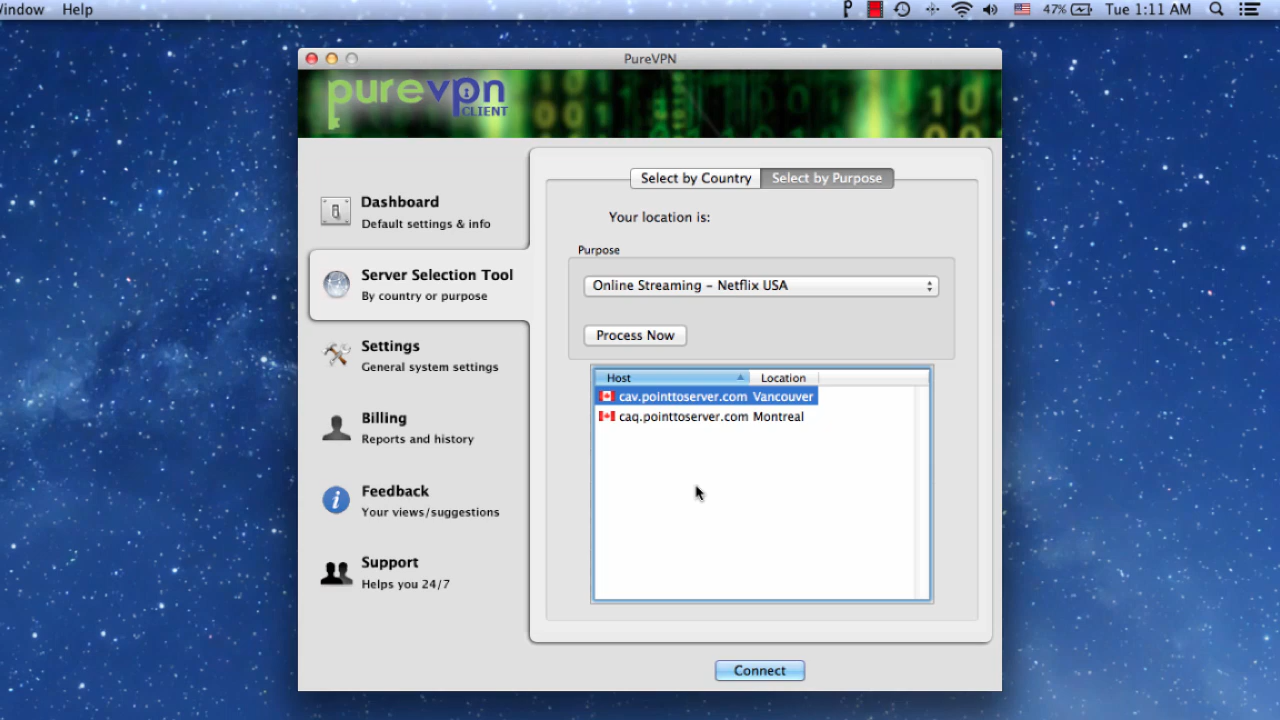 Window Help 47% Tue 1:11 AM
PureVPN
purevpn
CLIENT
Select by Country Select by Purpose
Dashboard
Default settings & info
Your location is:
Purpose
Server Selection Tool
By country or purpose
Online Streaming – Netflix USA
Process Now
Settings
General system settings
Host Location
cav.pointtoserver.com Vancouver
caq.pointtoserver.com Montreal
Billing
Reports and history
Feedback
Your views/suggestions
Support
Helps you 24/7
Connect